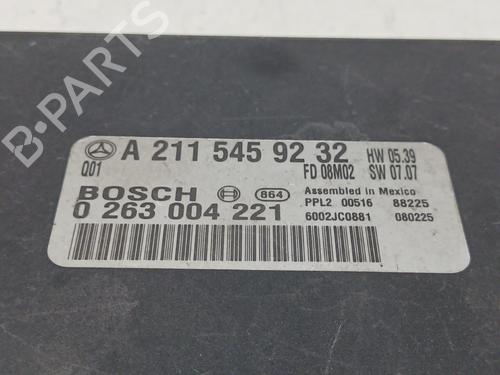 B-PARTS
A 211 545 92 32 HW 05.39
Q01 FD 08M02 SW 07.07
BOSCH 864 Assembled in Mexico
0 263 004 221 PPL2 00516 88225
6002JC0881 080225
B-PARTS